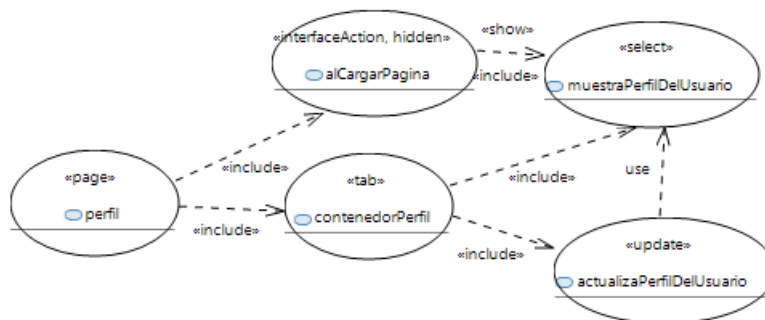 «interfaceAction, hidden»
alCargarPagina
«show»
«include»
«select»
muestraPerfilDelUsuario
«page»
perfil
«include»
«include»
«tab»
contenedorPerfil
«include»
«include»
use
«update»
actualizaPerfilDelUsuario